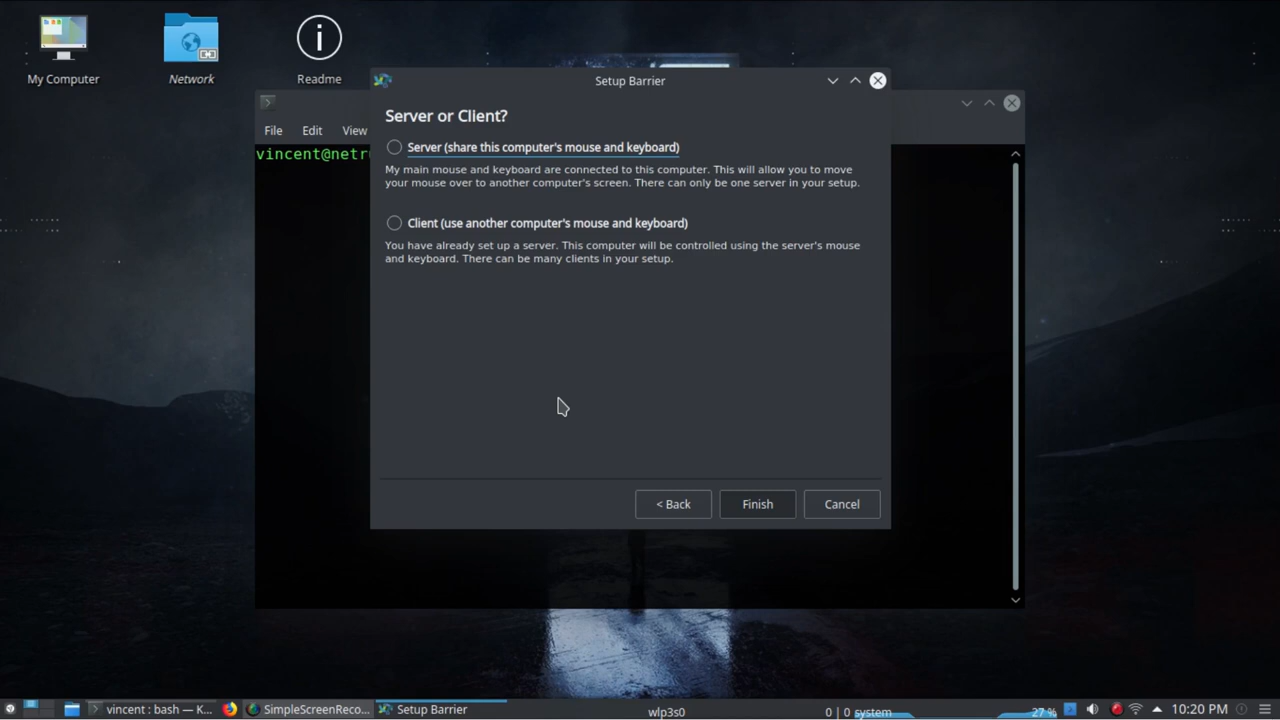 My Computer
Network
Readme
Setup Barrier
File Edit View
vincent@netr
Server or Client?
Server (share this computer's mouse and keyboard)
My main mouse and keyboard are connected to this computer. This will allow you to move
your mouse over to another computer's screen. There can only be one server in your setup.
Client (use another computer's mouse and keyboard)
You have already set up a server. This computer will be controlled using the server's mouse
and keyboard. There can be many clients in your setup.
< Back Finish Cancel
vincent : bash — K... SimpleScreenReco... Setup Barrier wlp3s0 0 | 0 system 27 % 10:20 PM